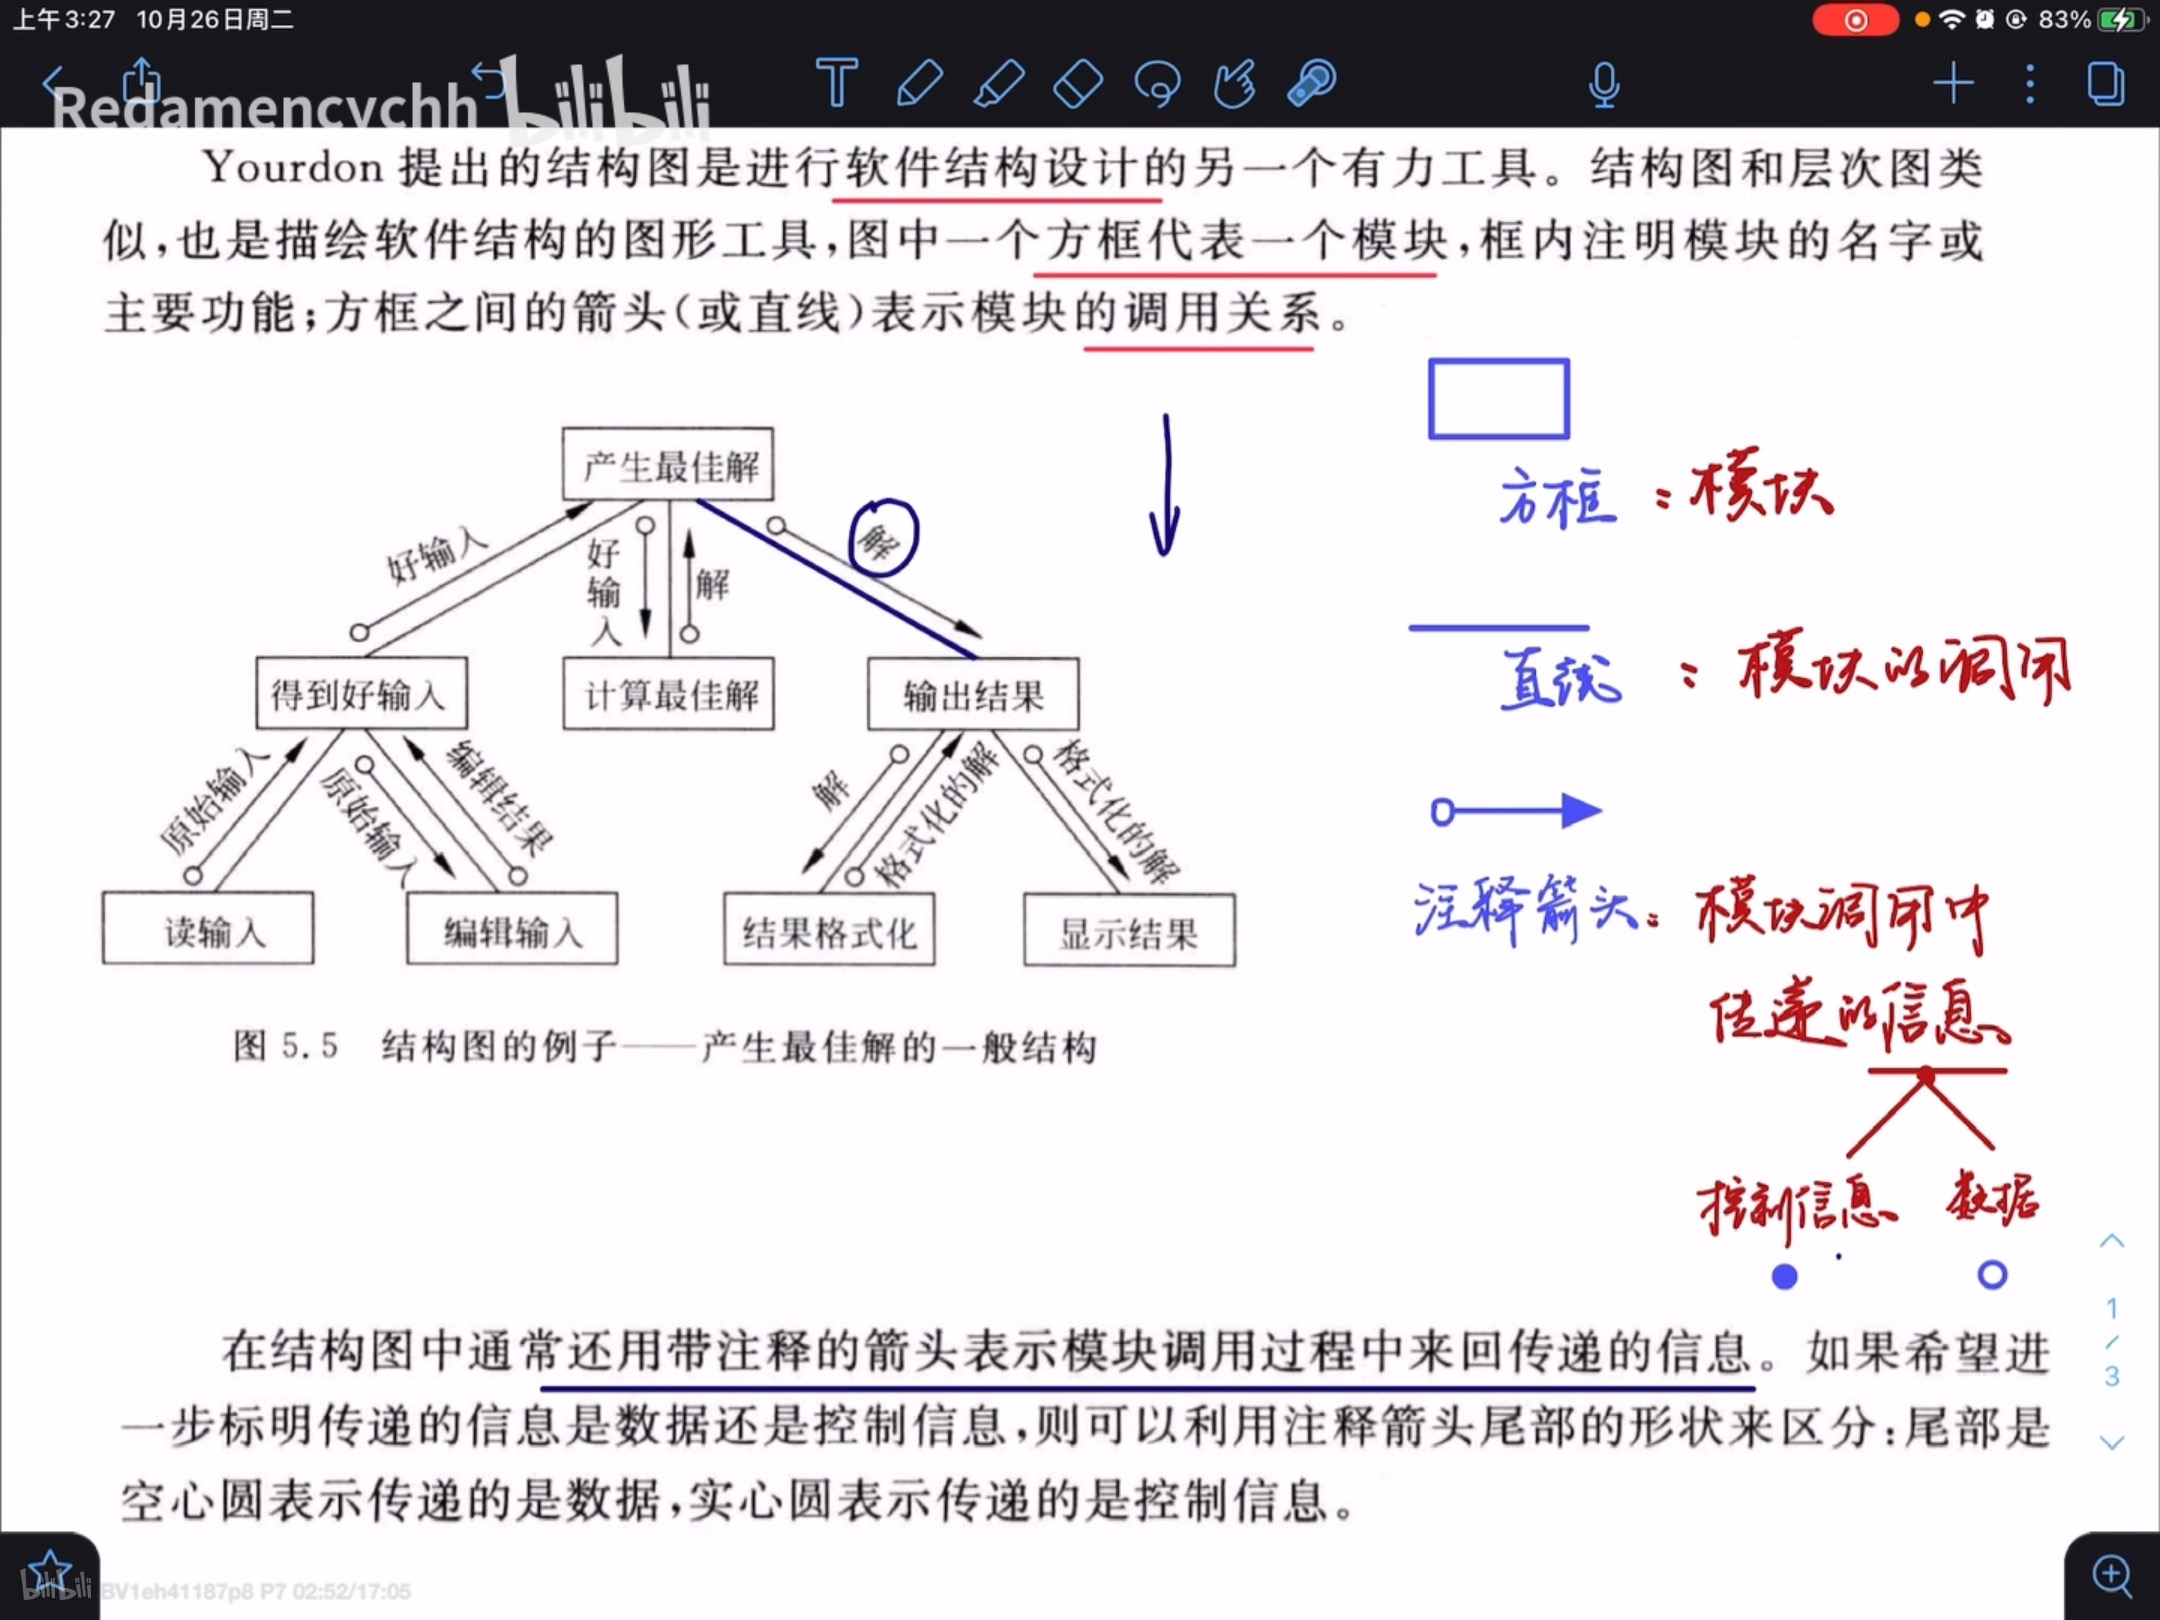 上午3:27 10月26日周二
83%
Redamencychh bilibili
Yourdon 提出的结构图是进行软件结构设计的另一个有力工具。结构图和层次图类
似,也是描绘软件结构的图形工具,图中一个方框代表一个模块,框内注明模块的名字或
主要功能;方框之间的箭头(或直线)表示模块的调用关系。
产生最佳解
好输入
好输入
解
解
得到好输入
计算最佳解
输出结果
原始输入
原始输入
编辑结果
解
格式化的解
格式化的解
读输入
编辑输入
结果格式化
显示结果
图 5.5 结构图的例子——产生最佳解的一般结构
方框:模块
直线:模块的调用
注释箭头:模块调用中
传递的信息
控制信息 数据
在结构图中通常还用带注释的箭头表示模块调用过程中来回传递的信息。如果希望进
一步标明传递的信息是数据还是控制信息,则可以利用注释箭头尾部的形状来区分:尾部是
空心圆表示传递的是数据,实心圆表示传递的是控制信息。
1
/
3
bilibili BV1eh41187p8 P7 02:52/17:05